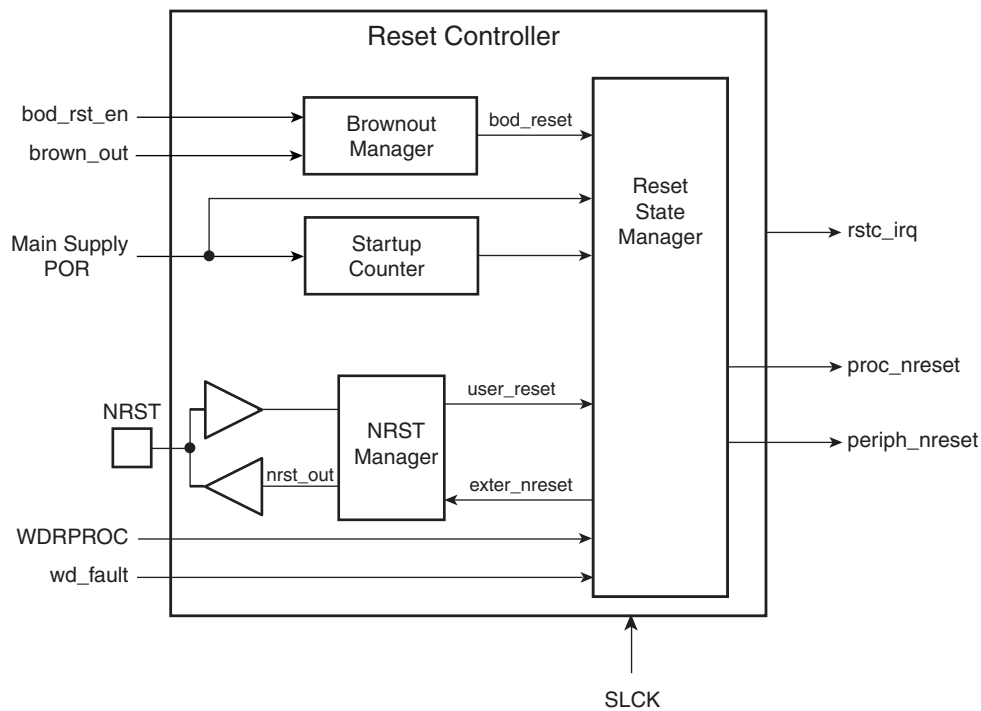 Reset Controller
bod_rst_en
brown_out
Brownout
Manager
bod_reset
Main Supply
POR
Startup
Counter
Reset
State
Manager
rstc_irq
proc_nreset
periph_nreset
NRST
NRST
Manager
user_reset
nrst_out
exter_nreset
WDRPROC
wd_fault
SLCK